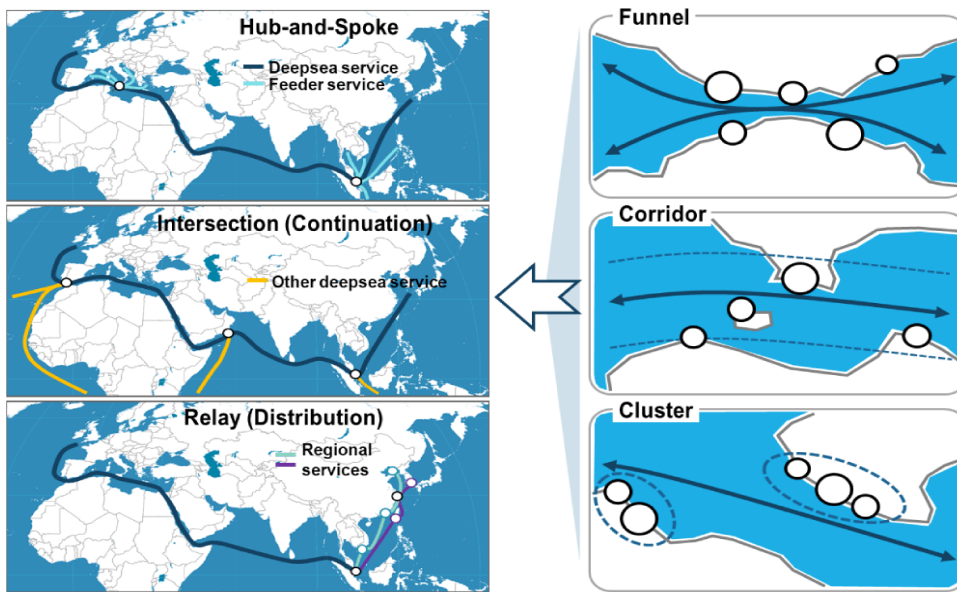 Hub-and-Spoke
Deepsea service
Feeder service
Intersection (Continuation)
Other deepsea service
Relay (Distribution)
Regional
services
Funnel
Corridor
Cluster